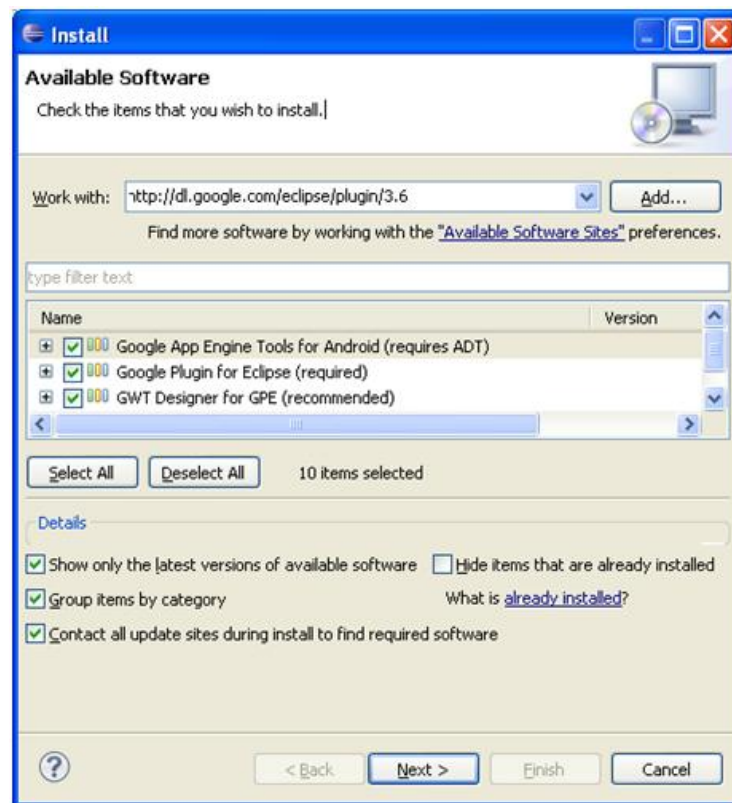 Install
Available Software
Check the items that you wish to install.
Work with: http://dl.google.com/eclipse/plugin/3.6 Add...
Find more software by working with the "Available Software Sites" preferences.
type filter text
Name Version
Google App Engine Tools for Android (requires ADT)
Google Plugin for Eclipse (required)
GWT Designer for GPE (recommended)
Select All Deselect All 10 items selected
Details
Show only the latest versions of available software Hide items that are already installed
Group items by category What is already installed?
Contact all update sites during install to find required software
? < Back Next > Finish Cancel